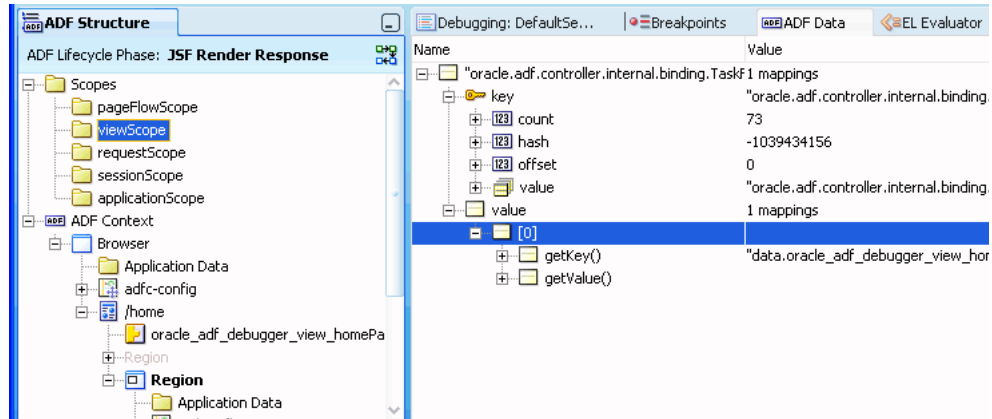 ADF Structure
ADF Lifecycle Phase: JSF Render Response
Scopes
pageFlowScope
viewScope
requestScope
sessionScope
applicationScope
ADF Context
Browser
Application Data
adfc-config
/home
oracle_adf_debugger_view_homePa
Region
Region
Application Data
Debugging: DefaultSe... Breakpoints ADF Data EL Evaluator
Name Value
"oracle.adf.controller.internal.binding.TaskF 1 mappings
key "oracle.adf.controller.internal.binding.
count 73
hash -1039434156
offset 0
value "oracle.adf.controller.internal.binding.
value 1 mappings
[0]
getKey() "data.oracle_adf_debugger_view_hor
getValue()